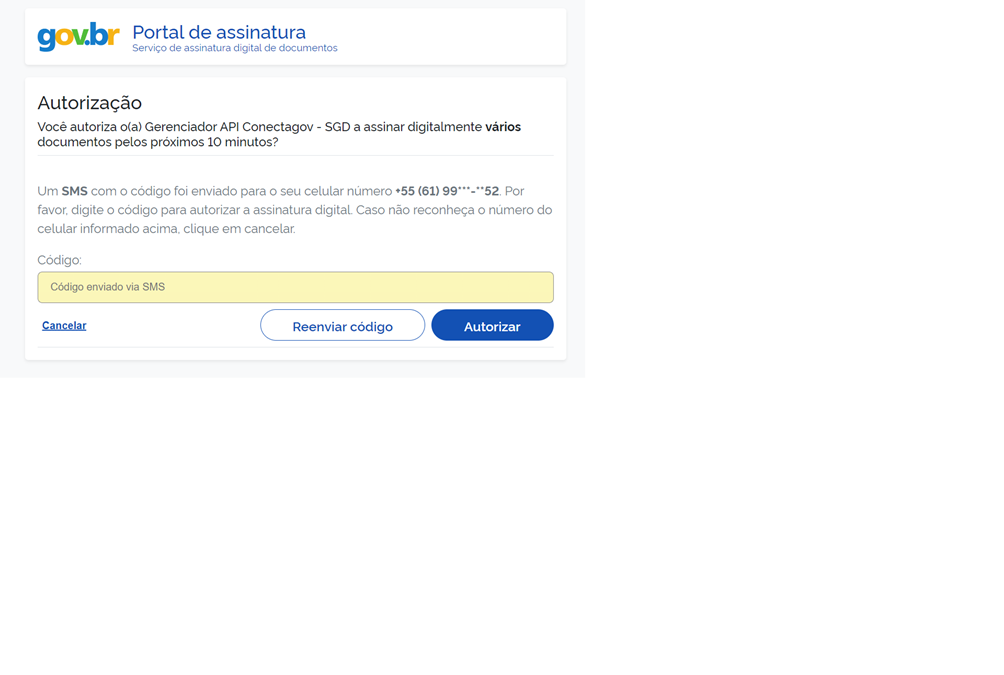 gov.br
Portal de assinatura
Serviço de assinatura digital de documentos
Autorização
Você autoriza o(a) Gerenciador API Conectagov - SGD a assinar digitalmente vários
documentos pelos próximos 10 minutos?
Um SMS com o código foi enviado para o seu celular número +55 (61) 99***-**52. Por
favor, digite o código para autorizar a assinatura digital. Caso não reconheça o número do
celular informado acima, clique em cancelar.
Código:
Código enviado via SMS
Cancelar
Reenviar código
Autorizar